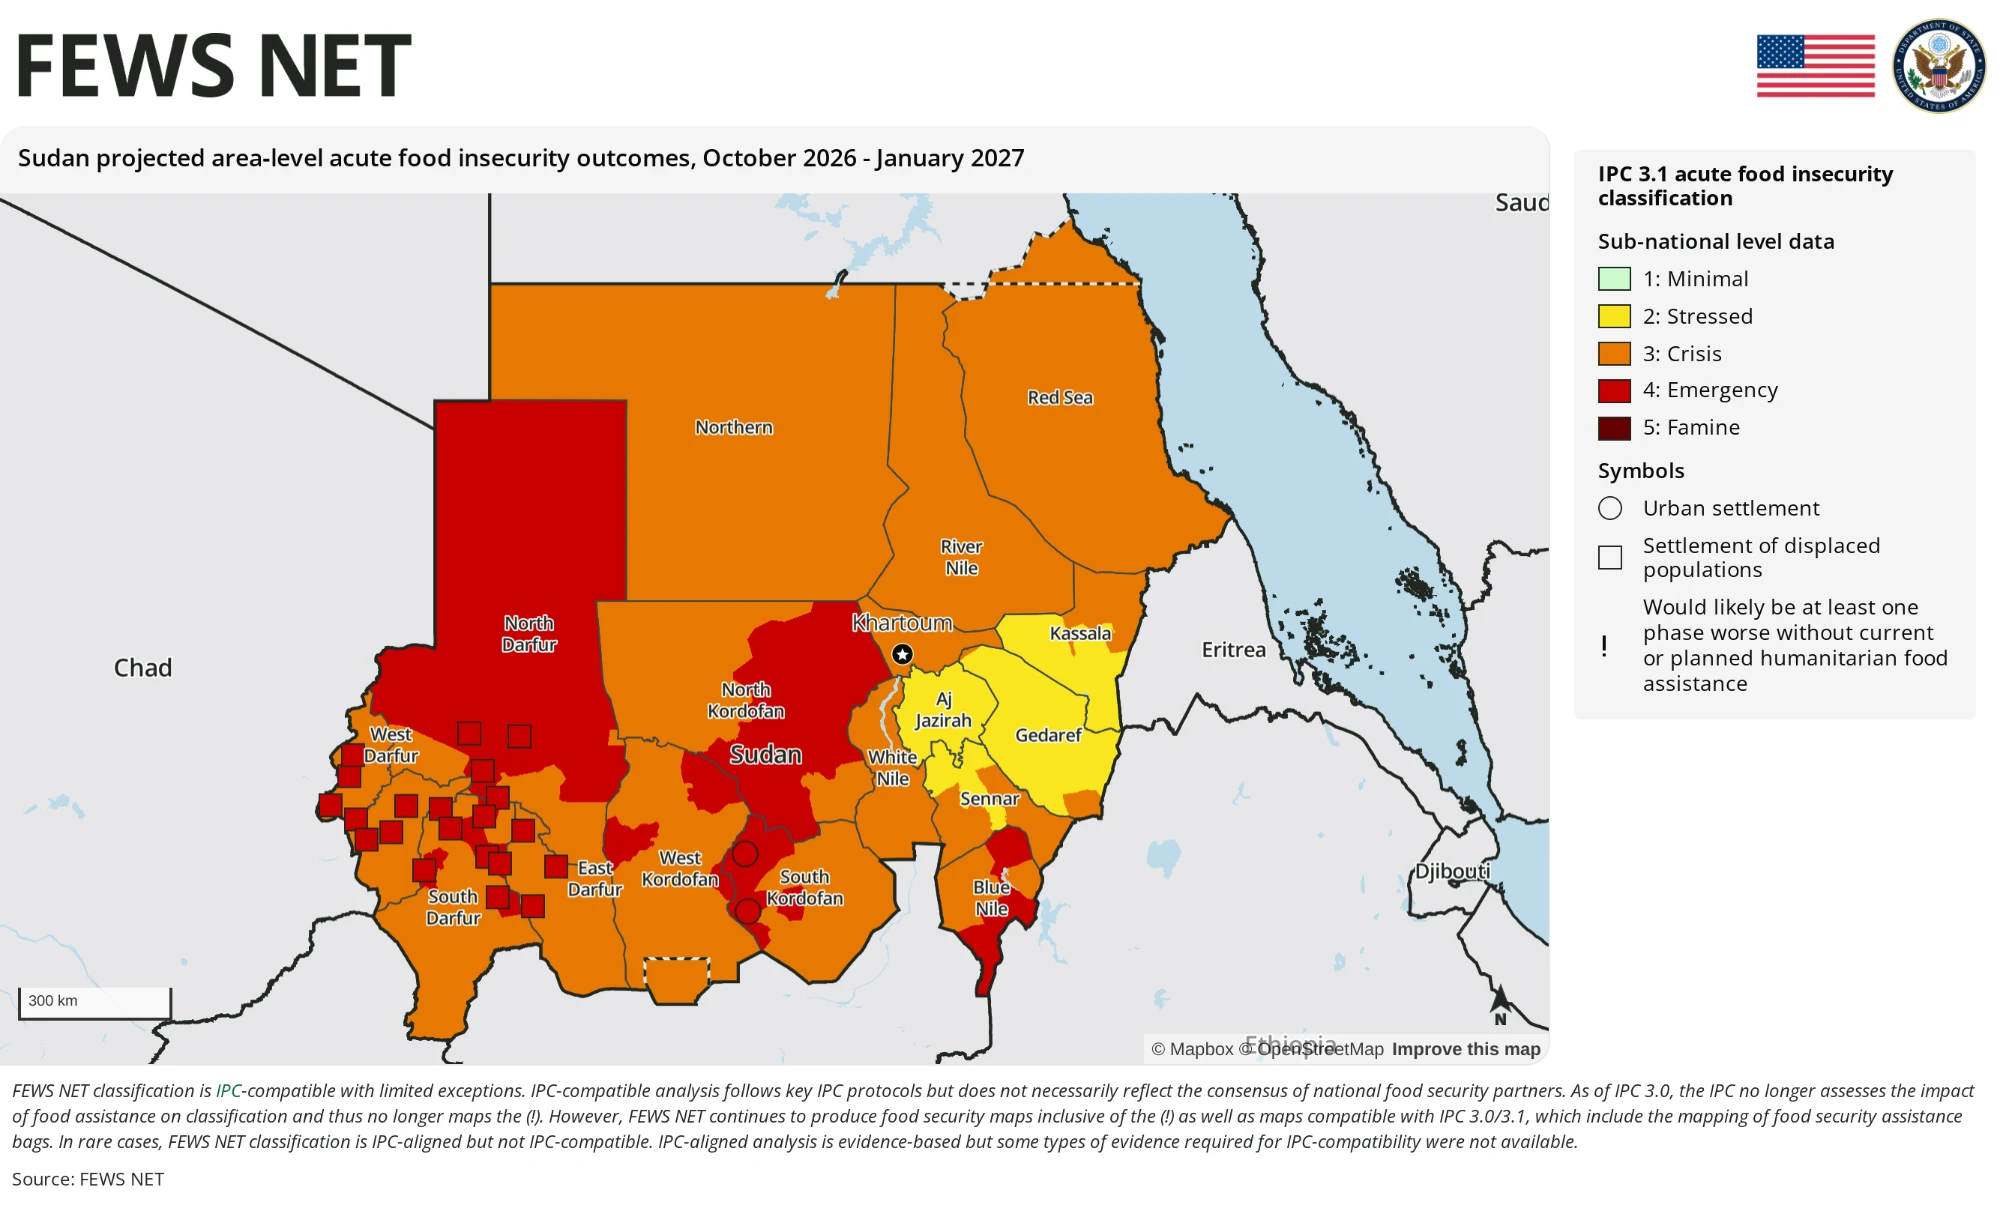 FEWS NET
Sudan projected area-level acute food insecurity outcomes, October 2026 - January 2027
Saud
Northern
Red Sea
River
Nile
North
Darfur
Khartoum
Kassala
Chad
Eritrea
North
Kordofan
Aj
Jazirah
West
Darfur
Sudan
Gedaref
White
Nile
Sennar
West
Kordofan
East
Darfur
South
Kordofan
Djibouti
South
Darfur
Blue
Nile
300 km
N
Ethiopia
© Mapbox © OpenStreetMap Improve this map
IPC 3.1 acute food insecurity
classification
Sub-national level data
1: Minimal
2: Stressed
3: Crisis
4: Emergency
5: Famine
Symbols
Urban settlement
Settlement of displaced
populations
! Would likely be at least one
phase worse without current
or planned humanitarian food
assistance
FEWS NET classification is IPC-compatible with limited exceptions. IPC-compatible analysis follows key IPC protocols but does not necessarily reflect the consensus of national food security partners. As of IPC 3.0, the IPC no longer assesses the impact
of food assistance on classification and thus no longer maps the (!). However, FEWS NET continues to produce food security maps inclusive of the (!) as well as maps compatible with IPC 3.0/3.1, which include the mapping of food security assistance
bags. In rare cases, FEWS NET classification is IPC-aligned but not IPC-compatible. IPC-aligned analysis is evidence-based but some types of evidence required for IPC-compatibility were not available.
Source: FEWS NET
DEPARTMENT OF STATE
UNITED STATES OF AMERICA